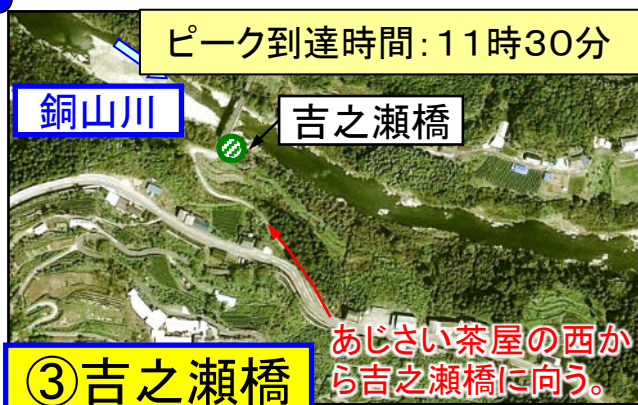 ピーク到達時間:11時30分
銅山川
吉之瀬橋
あじさい茶屋の西か
ら吉之瀬橋に向う。
③吉之瀬橋